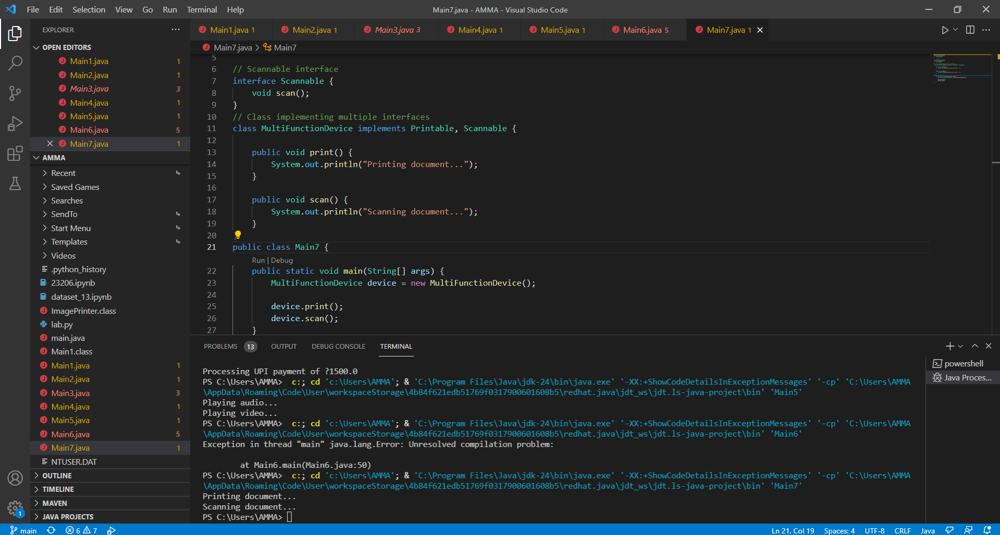 File Edit Selection View Go Run Terminal Help
Main7.java - AMMA - Visual Studio Code
EXPLORER
OPEN EDITORS
Main1.java 1
Main2.java 1
Main3.java 3
Main4.java 1
Main5.java 1
Main6.java 5
Main7.java 1
AMMA
Recent
Saved Games
Searches
SendTo
Start Menu
Templates
Videos
.python_history
23206.ipynb
dataset_13.ipynb
ImagePrinter.class
lab.py
main.java
Main1.class
Main1.java 1
Main2.java 1
Main3.java 3
Main4.java 1
Main5.java 1
Main6.java 5
Main7.java 1
NTUSER.DAT
OUTLINE
TIMELINE
MAVEN
JAVA PROJECTS
1
Main1.java 1 Main2.java 1 Main3.java 3 Main4.java 1 Main5.java 1 Main6.java 5 Main7.java 1
Main7.java > Main7
5
6 // Scannable interface
7 interface Scannable {
8 void scan();
9 }
10 // Class implementing multiple interfaces
11 class MultiFunctionDevice implements Printable, Scannable {
12
13 public void print() {
14 System.out.println("Printing document...");
15 }
16
17 public void scan() {
18 System.out.println("Scanning document...");
19 }
20
21 public class Main7 {
Run | Debug
22 public static void main(String[] args) {
23 MultiFunctionDevice device = new MultiFunctionDevice();
24
25 device.print();
26 device.scan();
27 }
PROBLEMS 13 OUTPUT DEBUG CONSOLE TERMINAL
Processing UPI payment of ?1500.0
PS C:\Users\AMMA>  c:; cd 'c:\Users\AMMA'; & 'C:\Program Files\Java\jdk-24\bin\java.exe' '-XX:+ShowCodeDetailsInExceptionMessages' '-cp' 'C:\Users\AMMA
\AppData\Roaming\Code\User\workspaceStorage\4b84f621edb51769f0317900601608b5\redhat.java\jdt_ws\jdt.ls-java-project\bin' 'Main5'
Playing audio...
Playing video...
PS C:\Users\AMMA>  c:; cd 'c:\Users\AMMA'; & 'C:\Program Files\Java\jdk-24\bin\java.exe' '-XX:+ShowCodeDetailsInExceptionMessages' '-cp' 'C:\Users\AMMA
\AppData\Roaming\Code\User\workspaceStorage\4b84f621edb51769f0317900601608b5\redhat.java\jdt_ws\jdt.ls-java-project\bin' 'Main6'
Exception in thread "main" java.lang.Error: Unresolved compilation problem:
at Main6.main(Main6.java:50)
PS C:\Users\AMMA>  c:; cd 'c:\Users\AMMA'; & 'C:\Program Files\Java\jdk-24\bin\java.exe' '-XX:+ShowCodeDetailsInExceptionMessages' '-cp' 'C:\Users\AMMA
\AppData\Roaming\Code\User\workspaceStorage\4b84f621edb51769f0317900601608b5\redhat.java\jdt_ws\jdt.ls-java-project\bin' 'Main7'
Printing document...
Scanning document...
PS C:\Users\AMMA>
powershell
Java Proces...
main 6 7
Ln 21, Col 19 Spaces: 4 UTF-8 CRLF Java